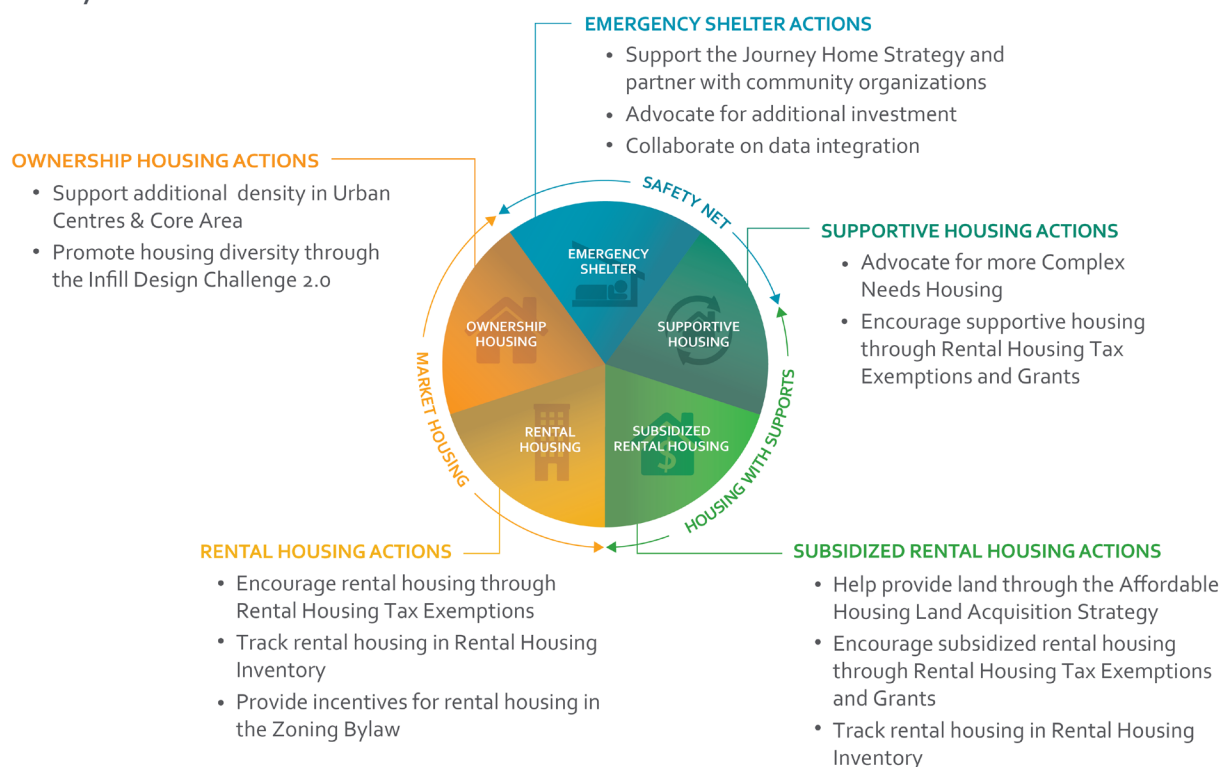 EMERGENCY SHELTER ACTIONS
• Support the Journey Home Strategy and
partner with community organizations
• Advocate for additional investment
• Collaborate on data integration
OWNERSHIP HOUSING ACTIONS
• Support additional density in Urban
Centres & Core Area
• Promote housing diversity through
the Infill Design Challenge 2.0
SUPPORTIVE HOUSING ACTIONS
• Advocate for more Complex
Needs Housing
• Encourage supportive housing
through Rental Housing Tax
Exemptions and Grants
SAFETY NET
MARKET HOUSING
HOUSING WITH SUPPORTS
EMERGENCY
SHELTER
OWNERSHIP
HOUSING
SUPPORTIVE
HOUSING
RENTAL
HOUSING
SUBSIDIZED
RENTAL HOUSING
$
RENTAL HOUSING ACTIONS
• Encourage rental housing through
Rental Housing Tax Exemptions
• Track rental housing in Rental Housing
Inventory
• Provide incentives for rental housing in
the Zoning Bylaw
SUBSIDIZED RENTAL HOUSING ACTIONS
• Help provide land through the Affordable
Housing Land Acquisition Strategy
• Encourage subsidized rental housing
through Rental Housing Tax Exemptions
and Grants
• Track rental housing in Rental Housing
Inventory